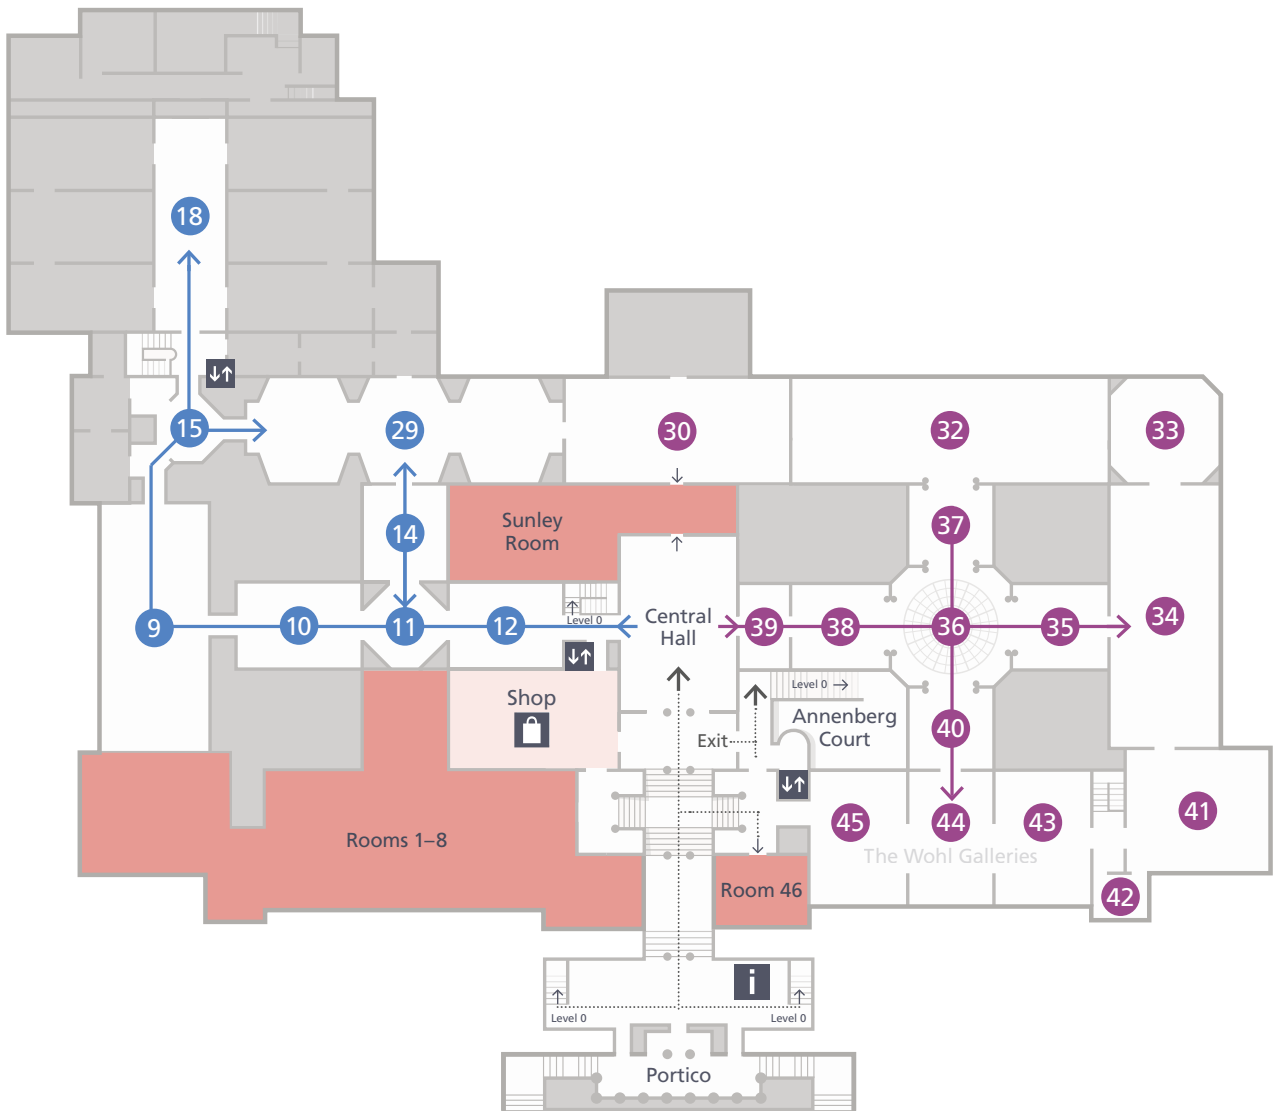 18
15
29
30
32
33
Sunley
Room
37
14
9
10
11
12
Level 0
Central
Hall
39
38
36
35
34
Level 0
Shop
Exit
Annenberg
Court
40
Rooms 1–8
45
44
43
41
The Wohl Galleries
Room 46
42
i
Level 0
Level 0
Portico